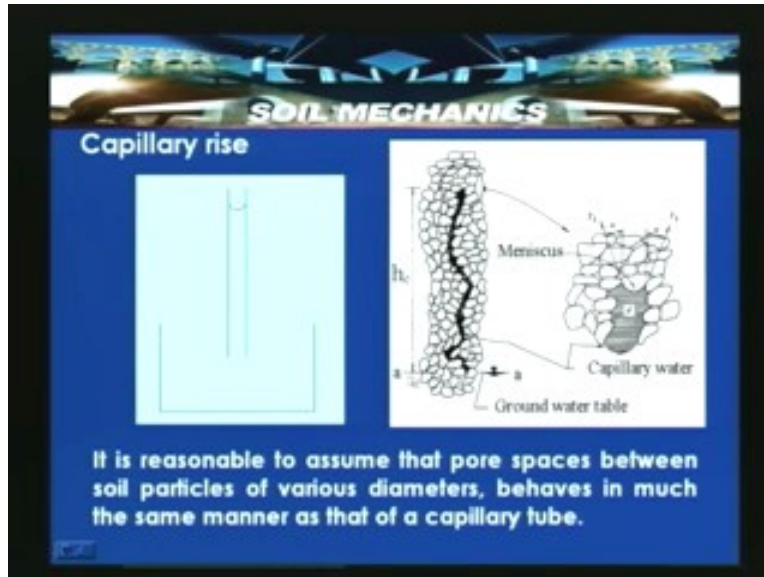 SOIL MECHANICS
Capillary rise
Meniscus
hc
Capillary water
a
a
Ground water table
It is reasonable to assume that pore spaces between
soil particles of various diameters, behaves in much
the same manner as that of a capillary tube.